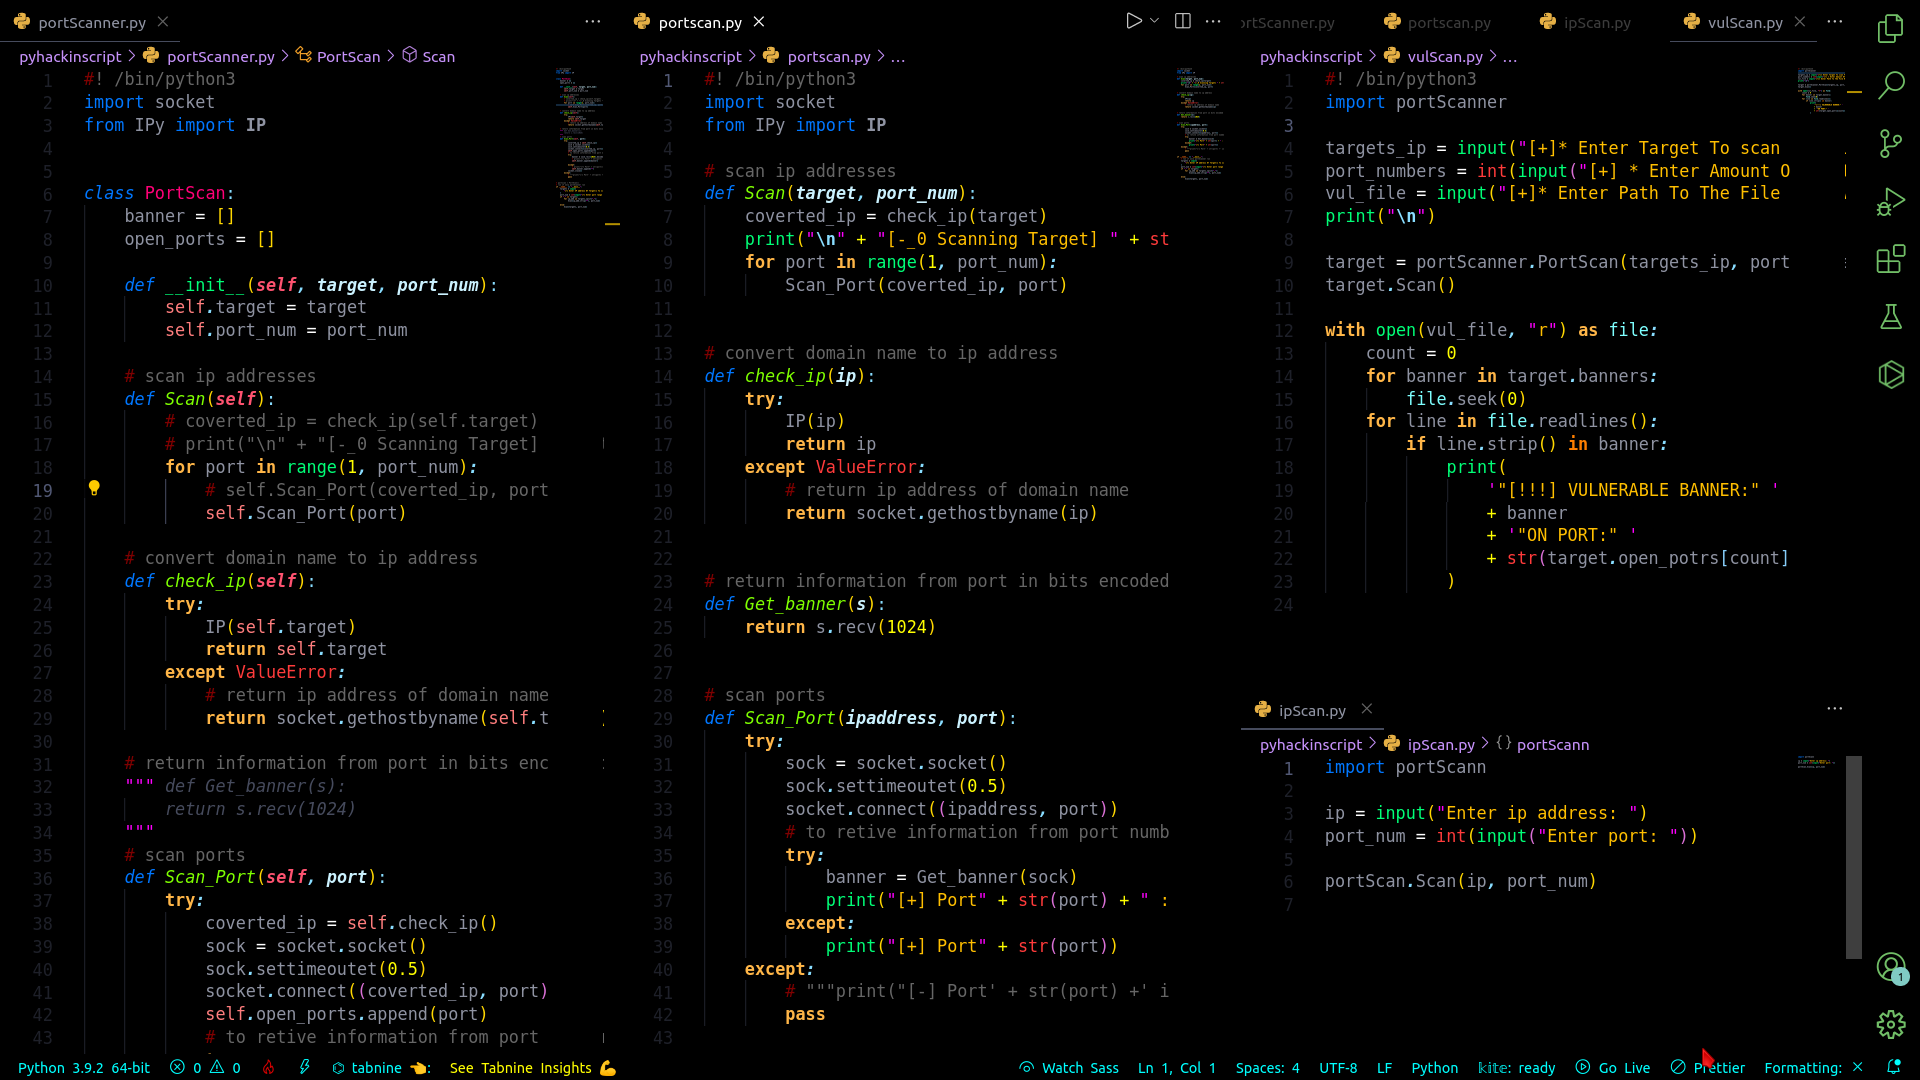 portScanner.py
pyhackinscript > portScanner.py > PortScan > Scan
1 #! /bin/python3
2 import socket
3 from IPy import IP
4
5
6 class PortScan:
7 banner = []
8 open_ports = []
9
10 def __init__(self, target, port_num):
11 self.target = target
12 self.port_num = port_num
13
14 # scan ip addresses
15 def Scan(self):
16 # coverted_ip = check_ip(self.target)
17 # print("\n" + "[-_0 Scanning Target]
18 for port in range(1, port_num):
19 # self.Scan_Port(coverted_ip, port
20 self.Scan_Port(port)
21
22 # convert domain name to ip address
23 def check_ip(self):
24 try:
25 IP(self.target)
26 return self.target
27 except ValueError:
28 # return ip address of domain name
29 return socket.gethostbyname(self.t
30
31 # return information from port in bits enc
32 """ def Get_banner(s):
33 return s.recv(1024)
34 """
35 # scan ports
36 def Scan_Port(self, port):
37 try:
38 coverted_ip = self.check_ip()
39 sock = socket.socket()
40 sock.settimeoutet(0.5)
41 socket.connect((coverted_ip, port)
42 self.open_ports.append(port)
43 # to retive information from port
portscan.py
pyhackinscript > portscan.py > ...
1 #! /bin/python3
2 import socket
3 from IPy import IP
4
5 # scan ip addresses
6 def Scan(target, port_num):
7 coverted_ip = check_ip(target)
8 print("\n" + "[-_0 Scanning Target] " + st
9 for port in range(1, port_num):
10 Scan_Port(coverted_ip, port)
11
12
13 # convert domain name to ip address
14 def check_ip(ip):
15 try:
16 IP(ip)
17 return ip
18 except ValueError:
19 # return ip address of domain name
20 return socket.gethostbyname(ip)
21
22
23 # return information from port in bits encoded
24 def Get_banner(s):
25 return s.recv(1024)
26
27
28 # scan ports
29 def Scan_Port(ipaddress, port):
30 try:
31 sock = socket.socket()
32 sock.settimeoutet(0.5)
33 socket.connect((ipaddress, port))
34 # to retive information from port numb
35 try:
36 banner = Get_banner(sock)
37 print("[+] Port" + str(port) + " :
38 except:
39 print("[+] Port" + str(port))
40 except:
41 # """print("[-] Port' + str(port) +' i
42 pass
43
ortScanner.py portscan.py ipScan.py vulScan.py
pyhackinscript > vulScan.py > ...
1 #! /bin/python3
2 import portScanner
3
4 targets_ip = input("[+]* Enter Target To scan
5 port_numbers = int(input("[+] * Enter Amount O
6 vul_file = input("[+]* Enter Path To The File
7 print("\n")
8
9 target = portScanner.PortScan(targets_ip, port
10 target.Scan()
11
12 with open(vul_file, "r") as file:
13 count = 0
14 for banner in target.banners:
15 file.seek(0)
16 for line in file.readlines():
17 if line.strip() in banner:
18 print(
19 '"[!!!] VULNERABLE BANNER:" '
20 + banner
21 + '"ON PORT:" '
22 + str(target.open_potrs[count]
23 )
24
ipScan.py
pyhackinscript > ipScan.py > {} portScann
1 import portScann
2
3 ip = input("Enter ip address: ")
4 port_num = int(input("Enter port: "))
5
6 portScan.Scan(ip, port_num)
7
1
Python 3.9.2 64-bit 0 0 tabnine : See Tabnine Insights Watch Sass Ln 1, Col 1 Spaces: 4 UTF-8 LF Python kite: ready Go Live Prettier Formatting: ×